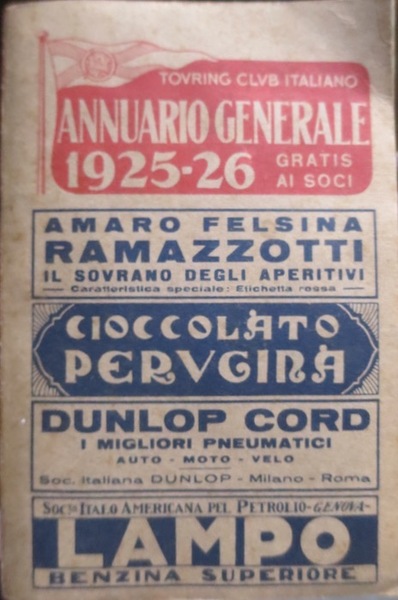 TOVRING CLVB ITALIANO
ANNUARIO GENERALE
1925-26 GRATIS
AI SOCI
AMARO FELSINA
RAMAZZOTTI
IL SOVRANO DEGLI APERITIVI
Caratteristica speciale: Etichetta rossa
CIOCCOLATO
PERVGINA
DUNLOP CORD
I MIGLIORI PNEUMATICI
AUTO - MOTO - VELO
Soc. Italiana DUNLOP - Milano - Roma
SOC.TÀ ITALO AMERICANA PEL PETROLIO - GENOVA -
LAMPO
BENZINA SUPERIORE